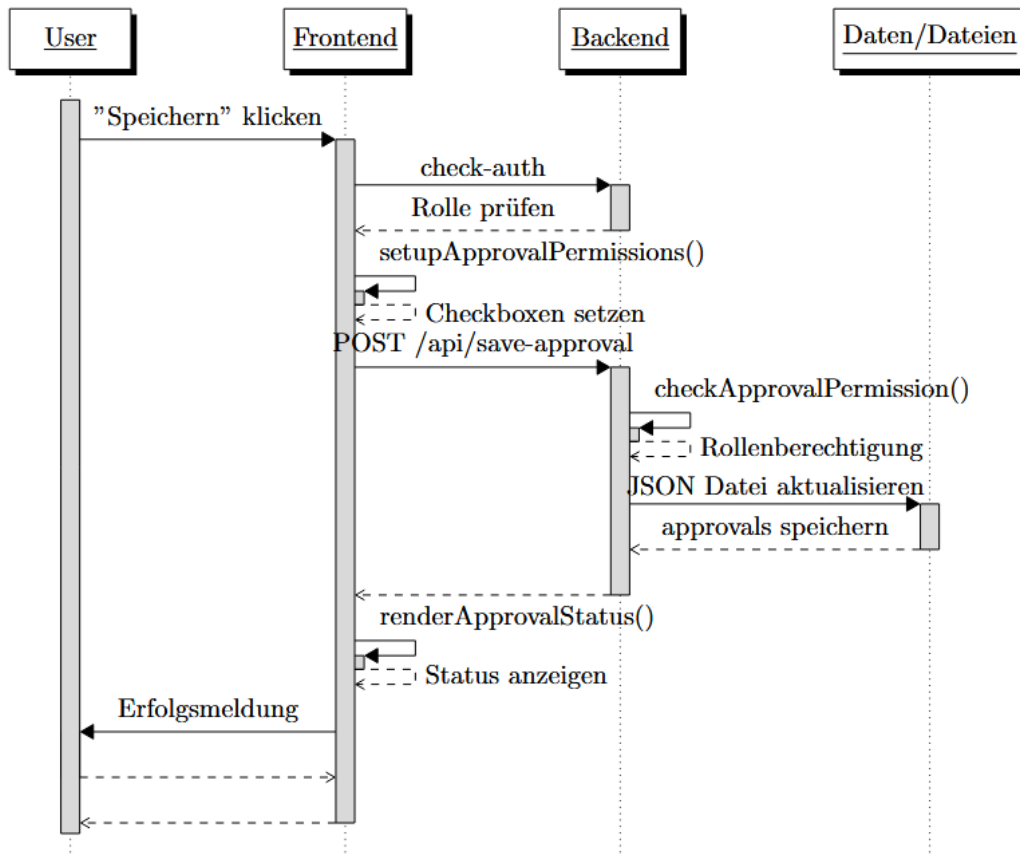 User
Frontend
Backend
Daten/Dateien
”Speichern” klicken
check-auth
Rolle prüfen
setupApprovalPermissions()
Checkboxen setzen
POST /api/save-approval
checkApprovalPermission()
Rollenberechtigung
JSON Datei aktualisieren
approvals speichern
renderApprovalStatus()
Status anzeigen
Erfolgsmeldung